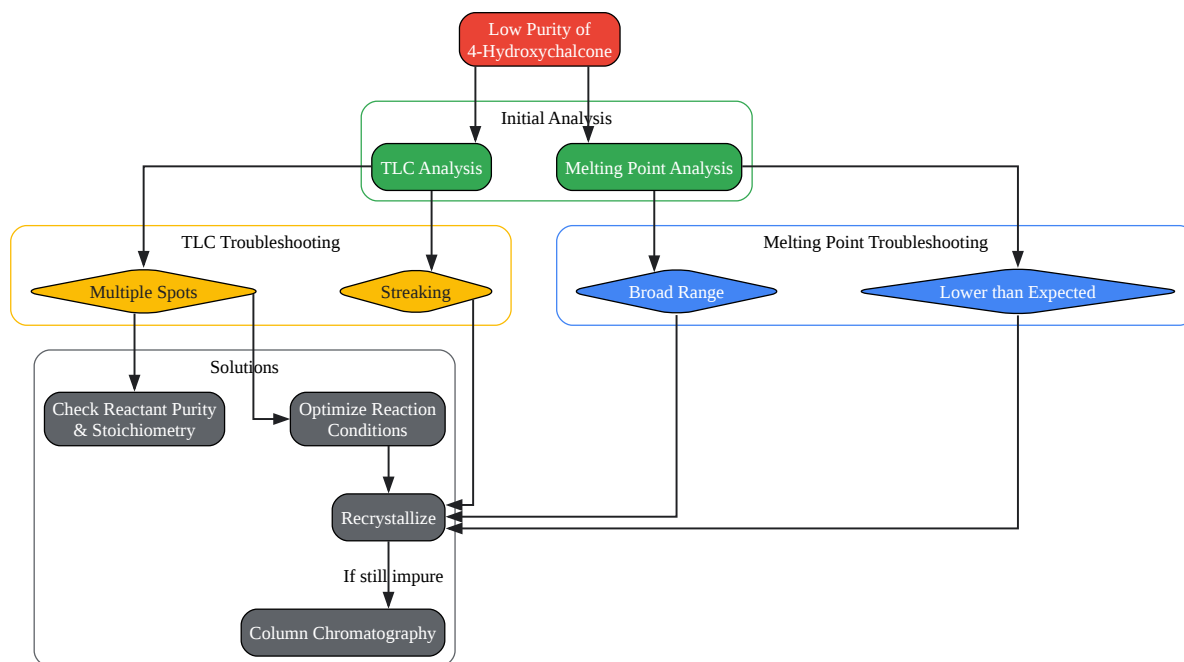 Low Purity of
4-Hydroxychalcone
Initial Analysis
TLC Analysis
Melting Point Analysis
TLC Troubleshooting
Melting Point Troubleshooting
Multiple Spots
Streaking
Broad Range
Lower than Expected
Solutions
Check Reactant Purity
& Stoichiometry
Optimize Reaction
Conditions
Recrystallize
If still impure
Column Chromatography